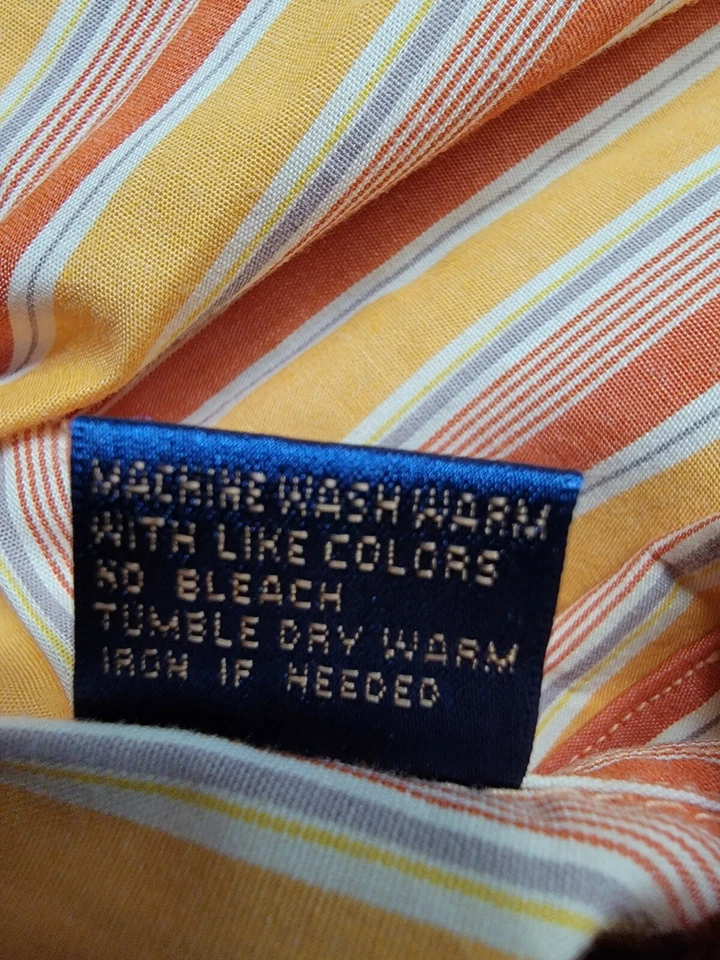 MACHINE WASH WARM
WITH LIKE COLORS
NO BLEACH
TUMBLE DRY WARM
IRON IF NEEDED